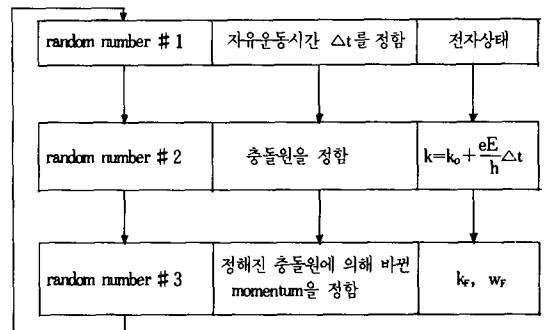 random number # 1
자유운동시간 △t를 정함
전자상태
random number # 2
충돌원을 정함
k=k₀+eE/h △t
random number # 3
정해진 충돌원에 의해 바뀐
momentum을 정함
k_F, w_F